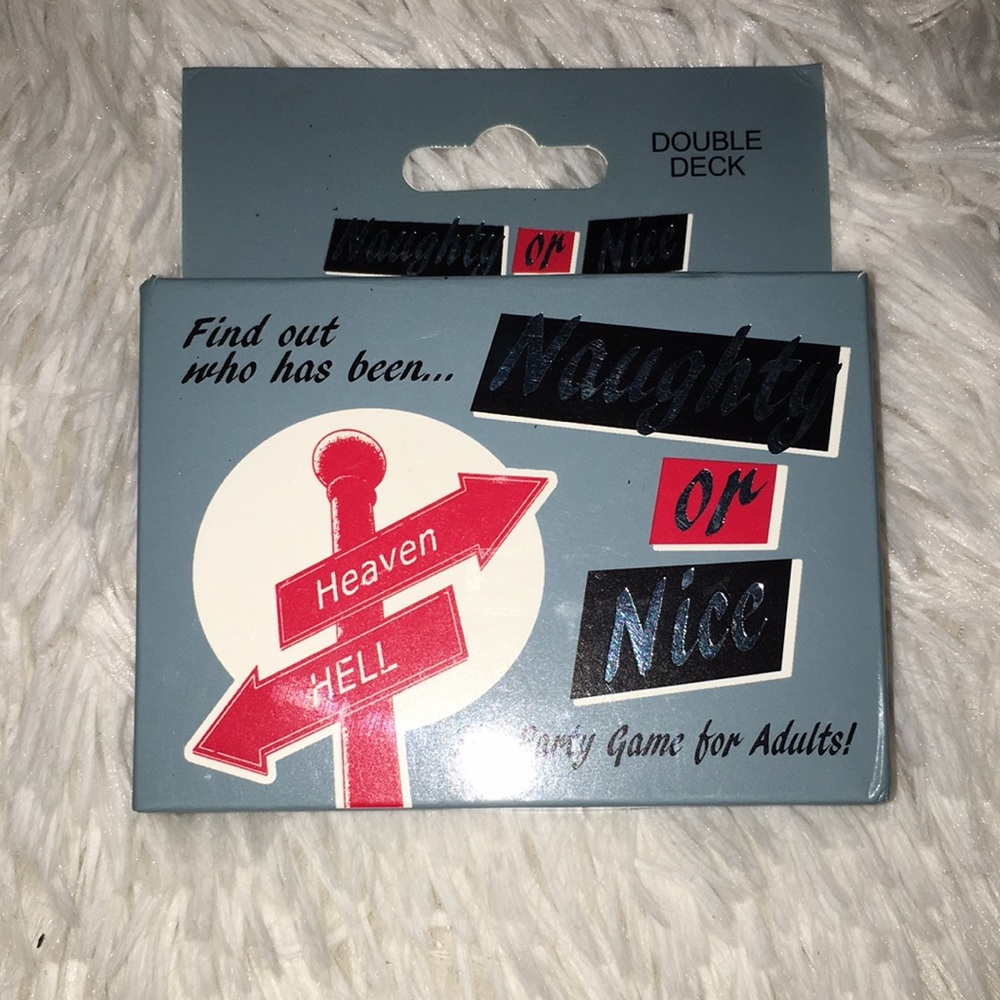 DOUBLE
DECK
Naughty or Nice
Find out
who has been...
Naughty
or
Nice
Heaven
HELL
Party Game for Adults!